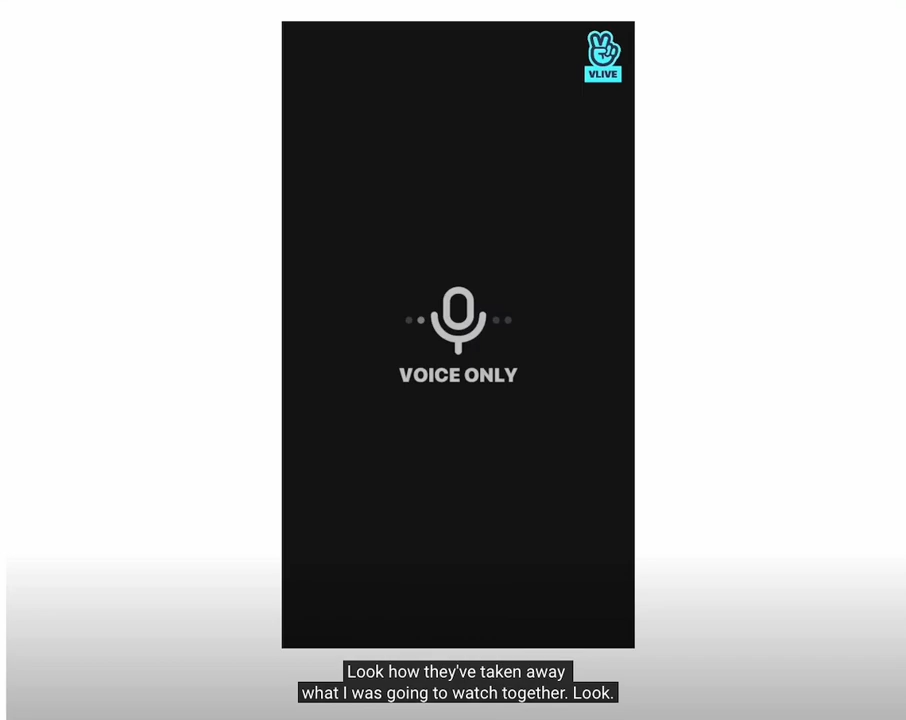 VLIVE
VOICE ONLY
Look how they've taken away
what I was going to watch together. Look.